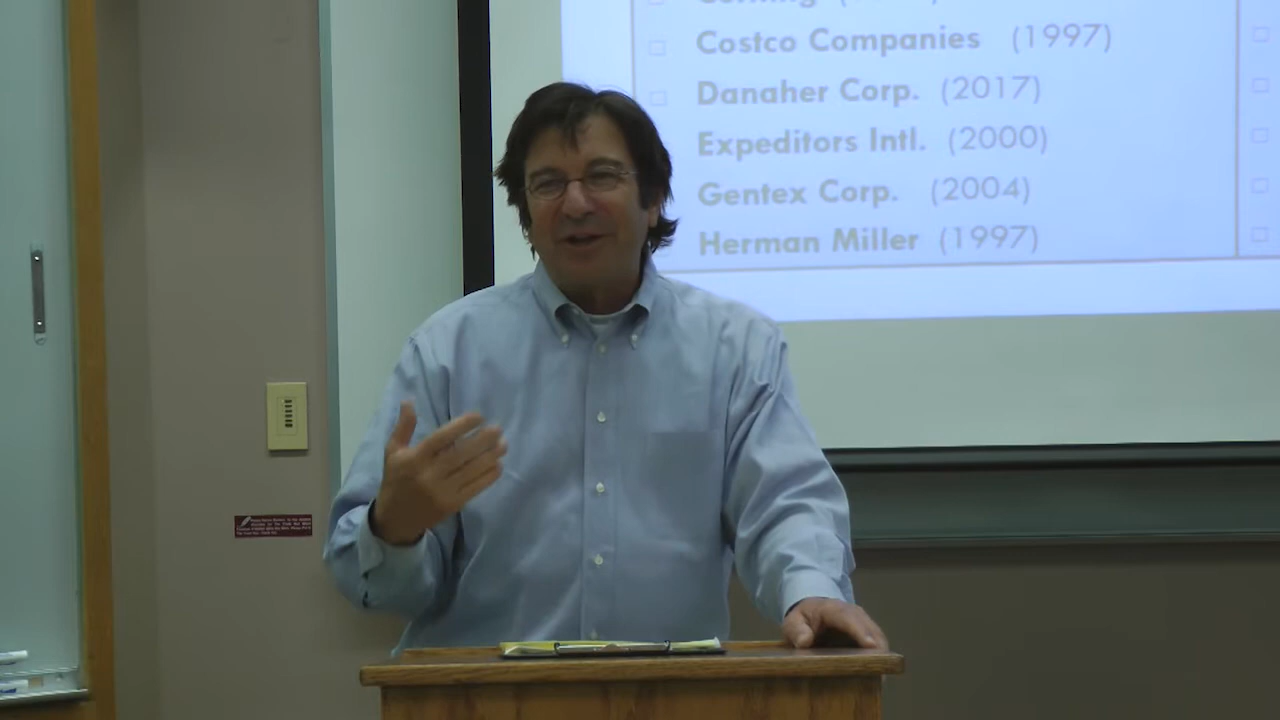 Costco Companies (1997)
Danaher Corp. (2017)
Expeditors Intl. (2000)
Gentex Corp. (2004)
Herman Miller (1997)